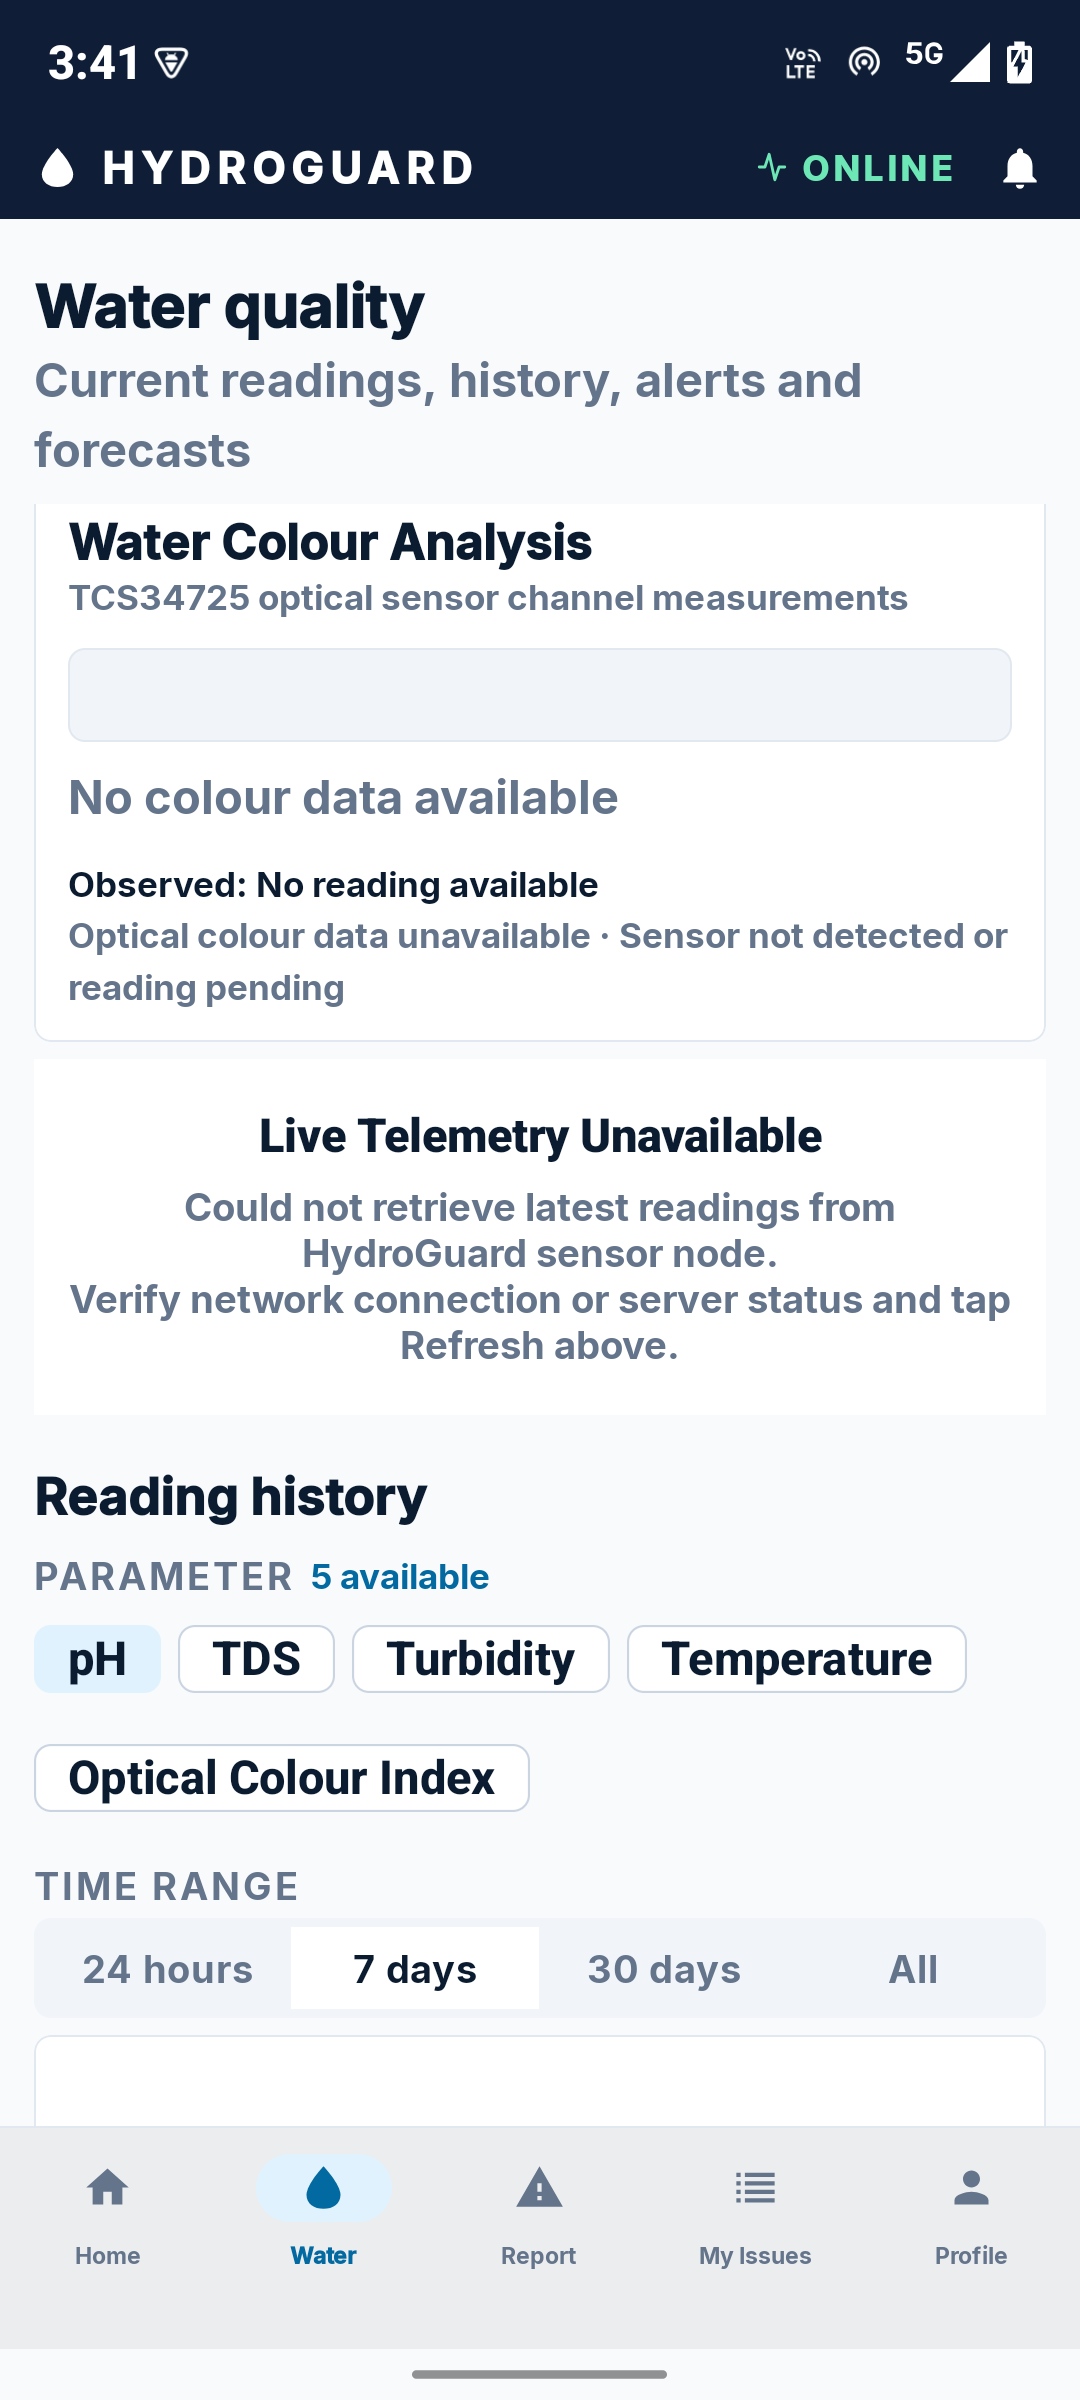 3:41
Vo LTE
5G
HYDROGUARD
ONLINE
Water quality
Current readings, history, alerts and
forecasts
Water Colour Analysis
TCS34725 optical sensor channel measurements
No colour data available
Observed: No reading available
Optical colour data unavailable · Sensor not detected or
reading pending
Live Telemetry Unavailable
Could not retrieve latest readings from
HydroGuard sensor node.
Verify network connection or server status and tap
Refresh above.
Reading history
PARAMETER 5 available
pH TDS Turbidity Temperature
Optical Colour Index
TIME RANGE
24 hours 7 days 30 days All
Home Water Report My Issues Profile